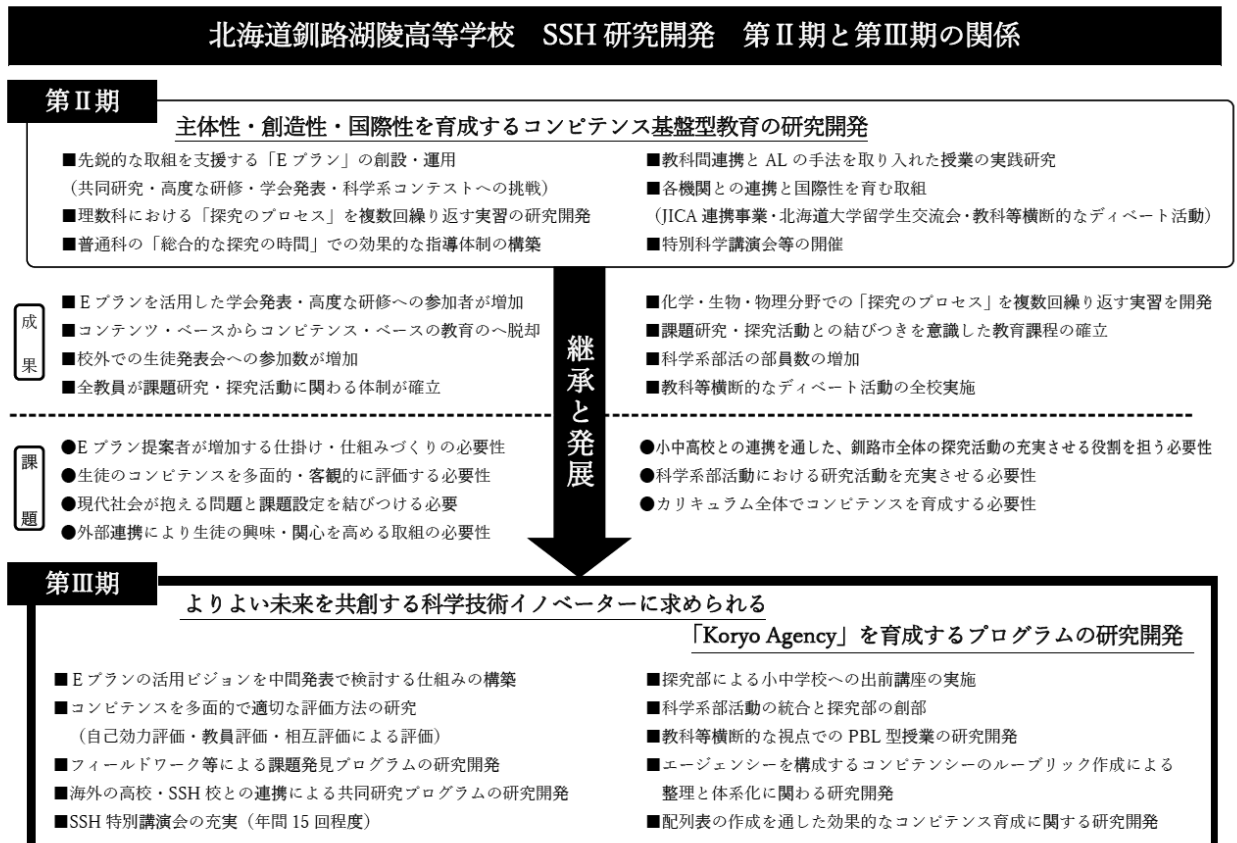 北海道釧路湖陵高等学校　SSH 研究開発　第Ⅱ期と第Ⅲ期の関係
第Ⅱ期
主体性・創造性・国際性を育成するコンピテンス基盤型教育の研究開発
■先鋭的な取組を支援する「E プラン」の創設・運用
（共同研究・高度な研修・学会発表・科学系コンテストへの挑戦）
■理数科における「探究のプロセス」を複数回繰り返す実習の研究開発
■普通科の「総合的な探究の時間」での効果的な指導体制の構築
■教科間連携と AL の手法を取り入れた授業の実践研究
■各機関との連携と国際性を育む取組
（JICA 連携事業・北海道大学留学生交流会・教科等横断的なディベート活動）
■特別科学講演会等の開催
成果
■E プランを活用した学会発表・高度な研修への参加者が増加
■コンテンツ・ベースからコンピテンス・ベースの教育のへ脱却
■校外での生徒発表会への参加数が増加
■全教員が課題研究・探究活動に関わる体制が確立
■化学・生物・物理分野での「探究のプロセス」を複数回繰り返す実習を開発
■課題研究・探究活動との結びつきを意識した教育課程の確立
■科学系部活の部員数の増加
■教科等横断的なディベート活動の全校実施
継承と発展
課題
●E プラン提案者が増加する仕掛け・仕組みづくりの必要性
●生徒のコンピテンスを多面的・客観的に評価する必要性
●現代社会が抱える問題と課題設定を結びつける必要
●外部連携により生徒の興味・関心を高める取組の必要性
●小中高校との連携を通した、釧路市全体の探究活動の充実させる役割を担う必要性
●科学系部活動における研究活動を充実させる必要性
●カリキュラム全体でコンピテンスを育成する必要性
第Ⅲ期
よりよい未来を共創する科学技術イノベーターに求められる
「Koryo Agency」を育成するプログラムの研究開発
■E プランの活用ビジョンを中間発表で検討する仕組みの構築
■コンピテンスを多面的で適切な評価方法の研究
（自己効力評価・教員評価・相互評価による評価）
■フィールドワーク等による課題発見プログラムの研究開発
■海外の高校・SSH 校との連携による共同研究プログラムの研究開発
■SSH 特別講演会の充実（年間 15 回程度）
■探究部による小中学校への出前講座の実施
■科学系部活動の統合と探究部の創部
■教科等横断的な視点での PBL 型授業の研究開発
■エージェンシーを構成するコンピテンシーのルーブリック作成による
整理と体系化に関わる研究開発
■配列表の作成を通した効果的なコンピテンス育成に関する研究開発